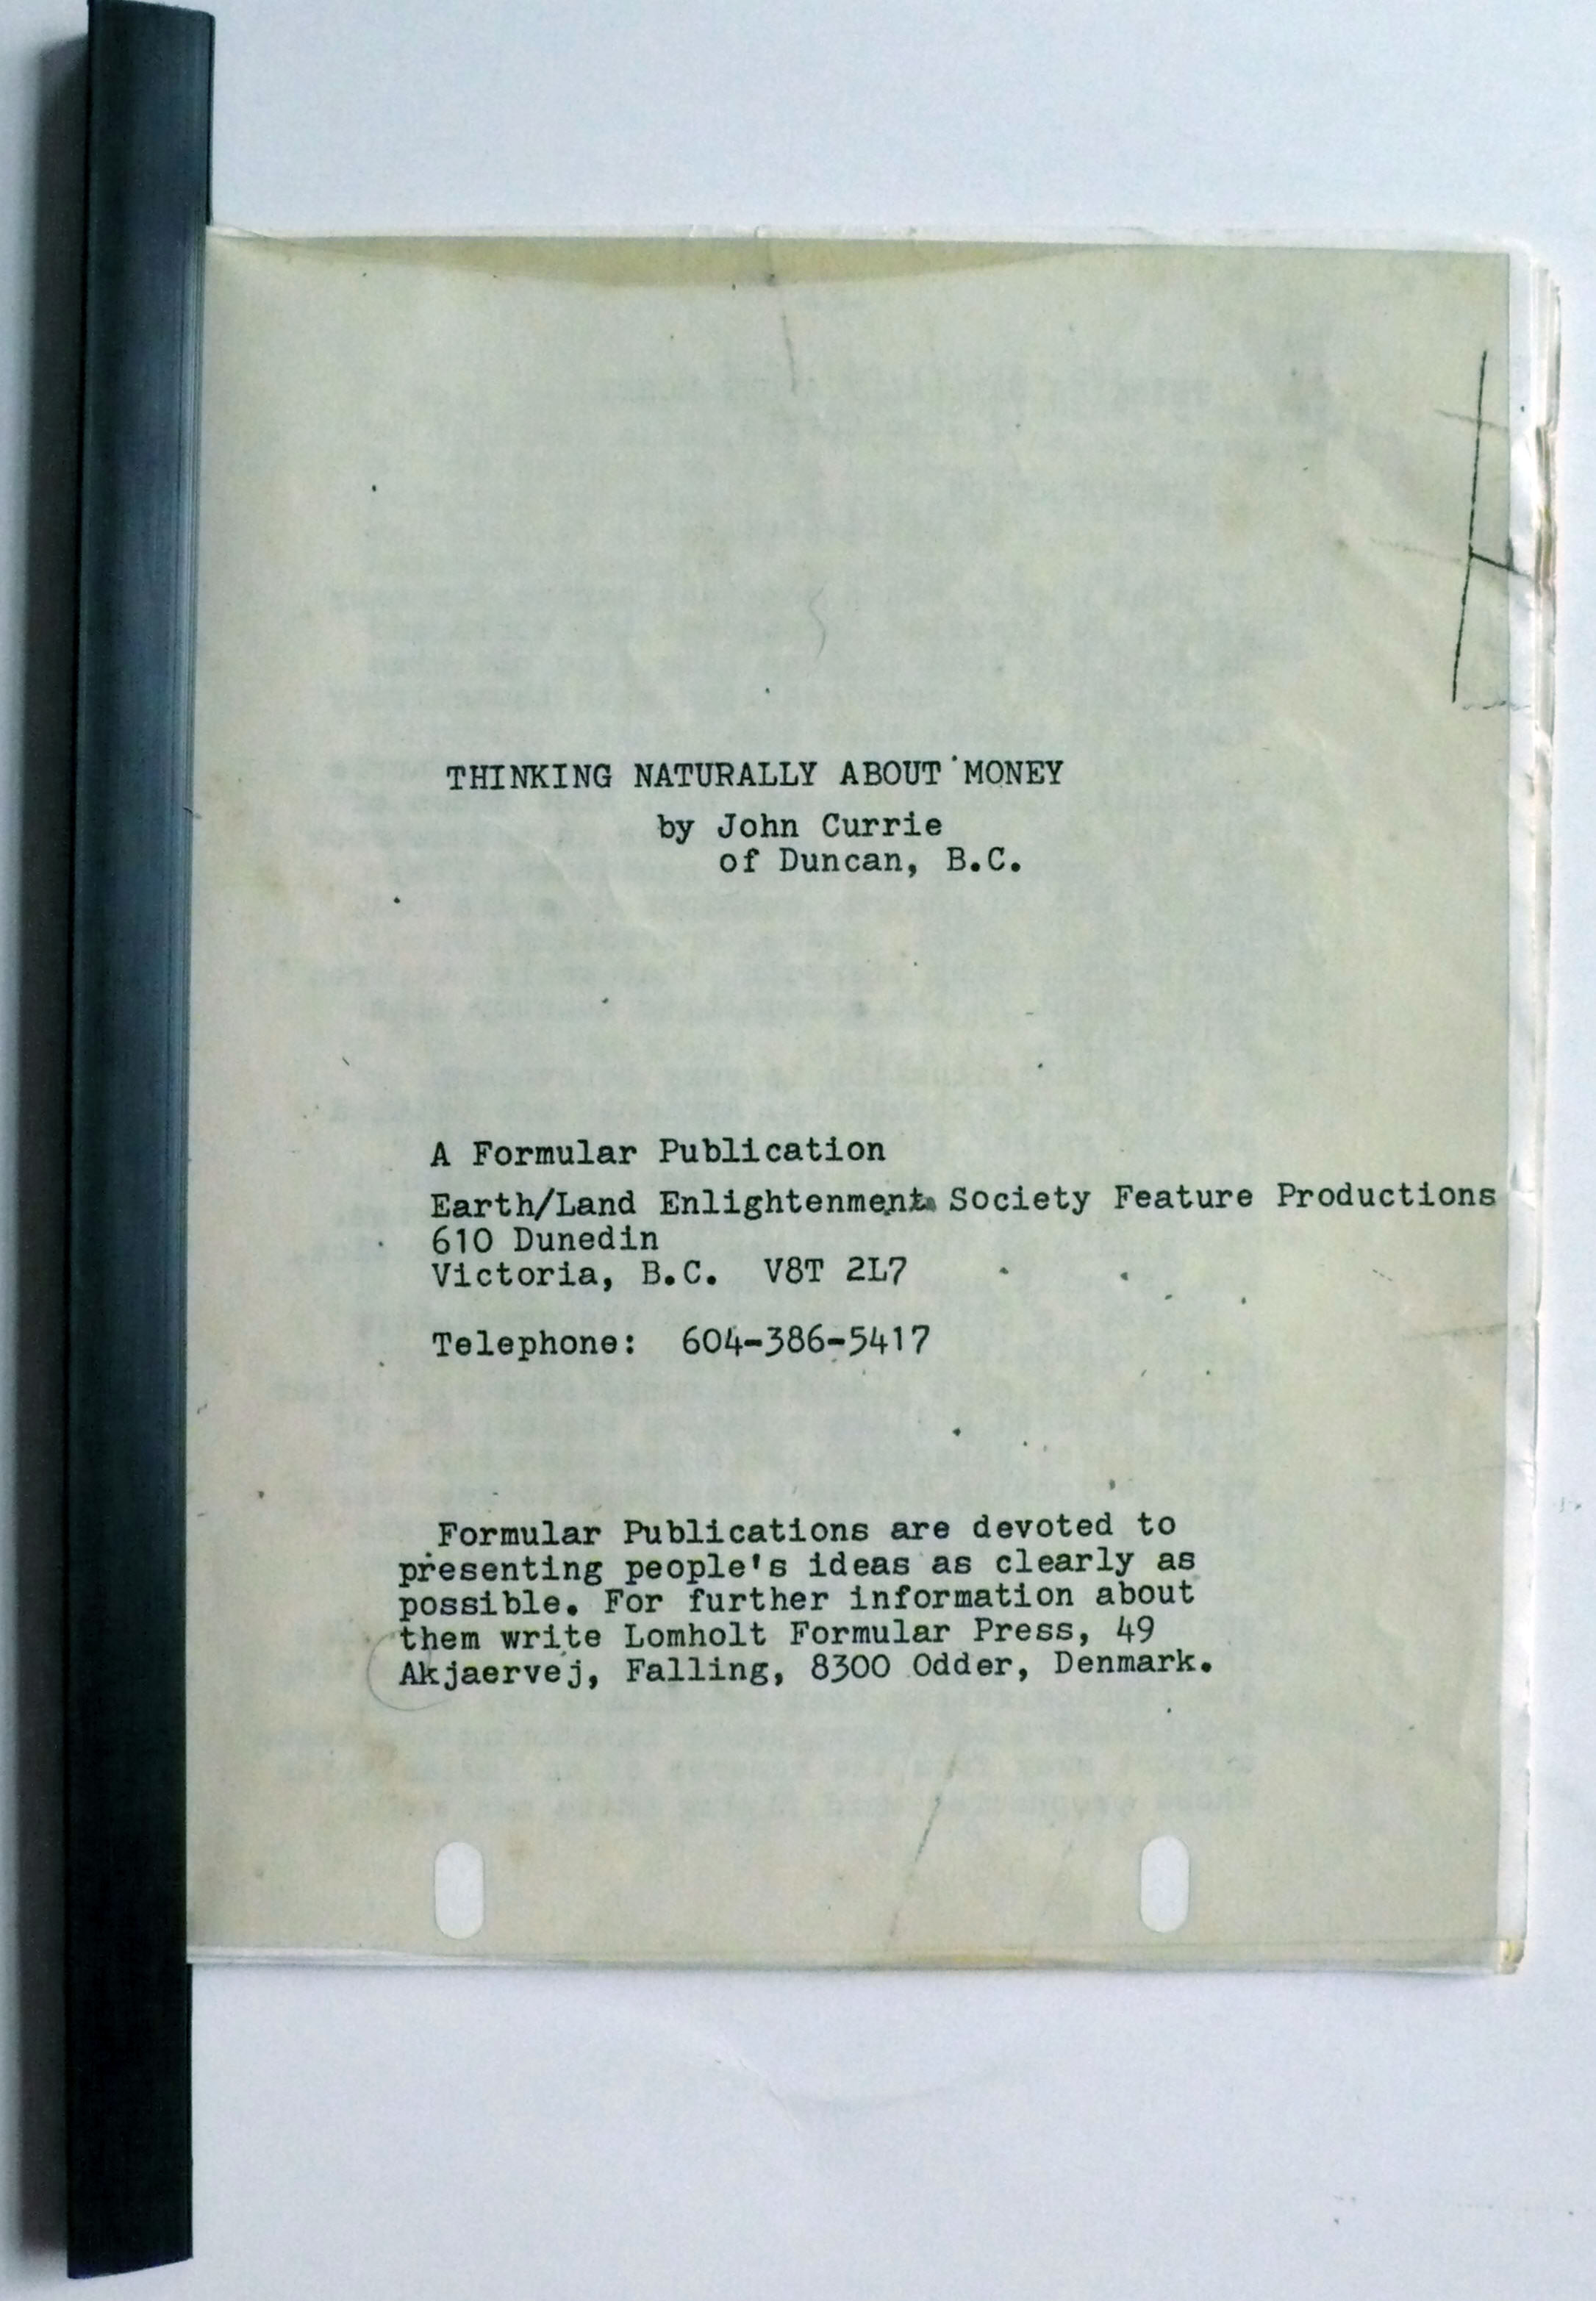 THINKING NATURALLY ABOUT MONEY
by John Currie
of Duncan, B.C.
A Formular Publication
Earth/Land Enlightenment Society Feature Productions
610 Dunedin
Victoria, B.C. V8T 2L7
Telephone: 604-386-5417
Formular Publications are devoted to
presenting people's ideas as clearly as
possible. For further information about
them write Lomholt Formular Press, 49
Akjaervej, Falling, 8300 Odder, Denmark.